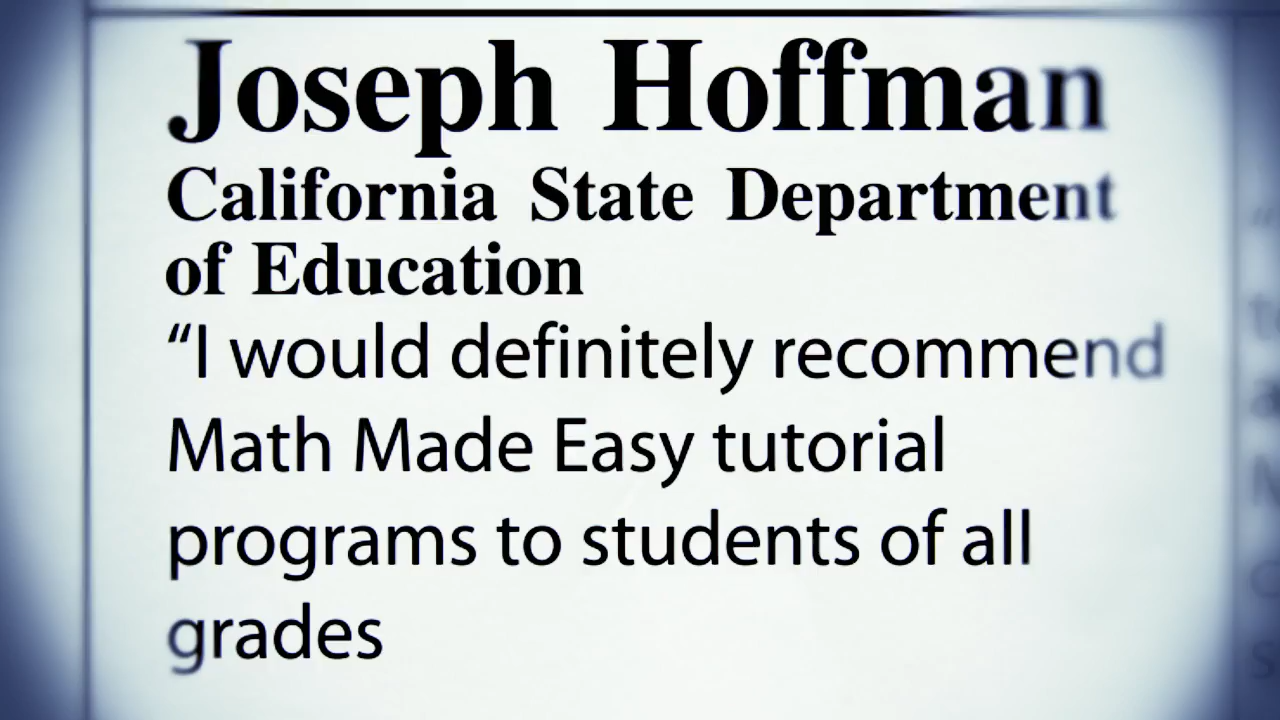 Joseph Hoffman
California State Department
of Education
“I would definitely recommend
Math Made Easy tutorial
programs to students of all
grades